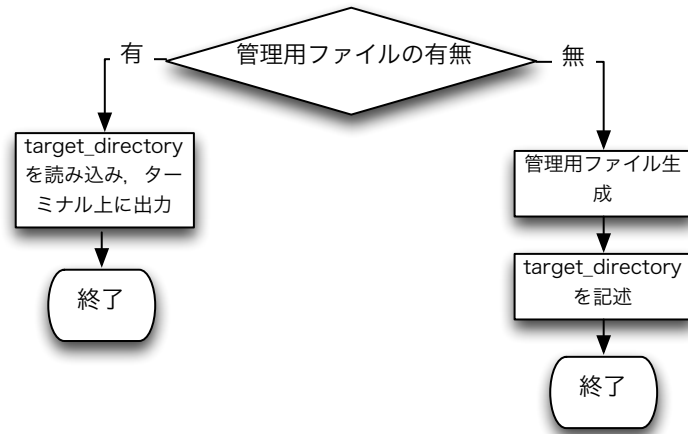 管理用ファイルの有無
有
無
target_directory
を読み込み，ター
ミナル上に出力
終了
管理用ファイル生
成
target_directory
を記述
終了